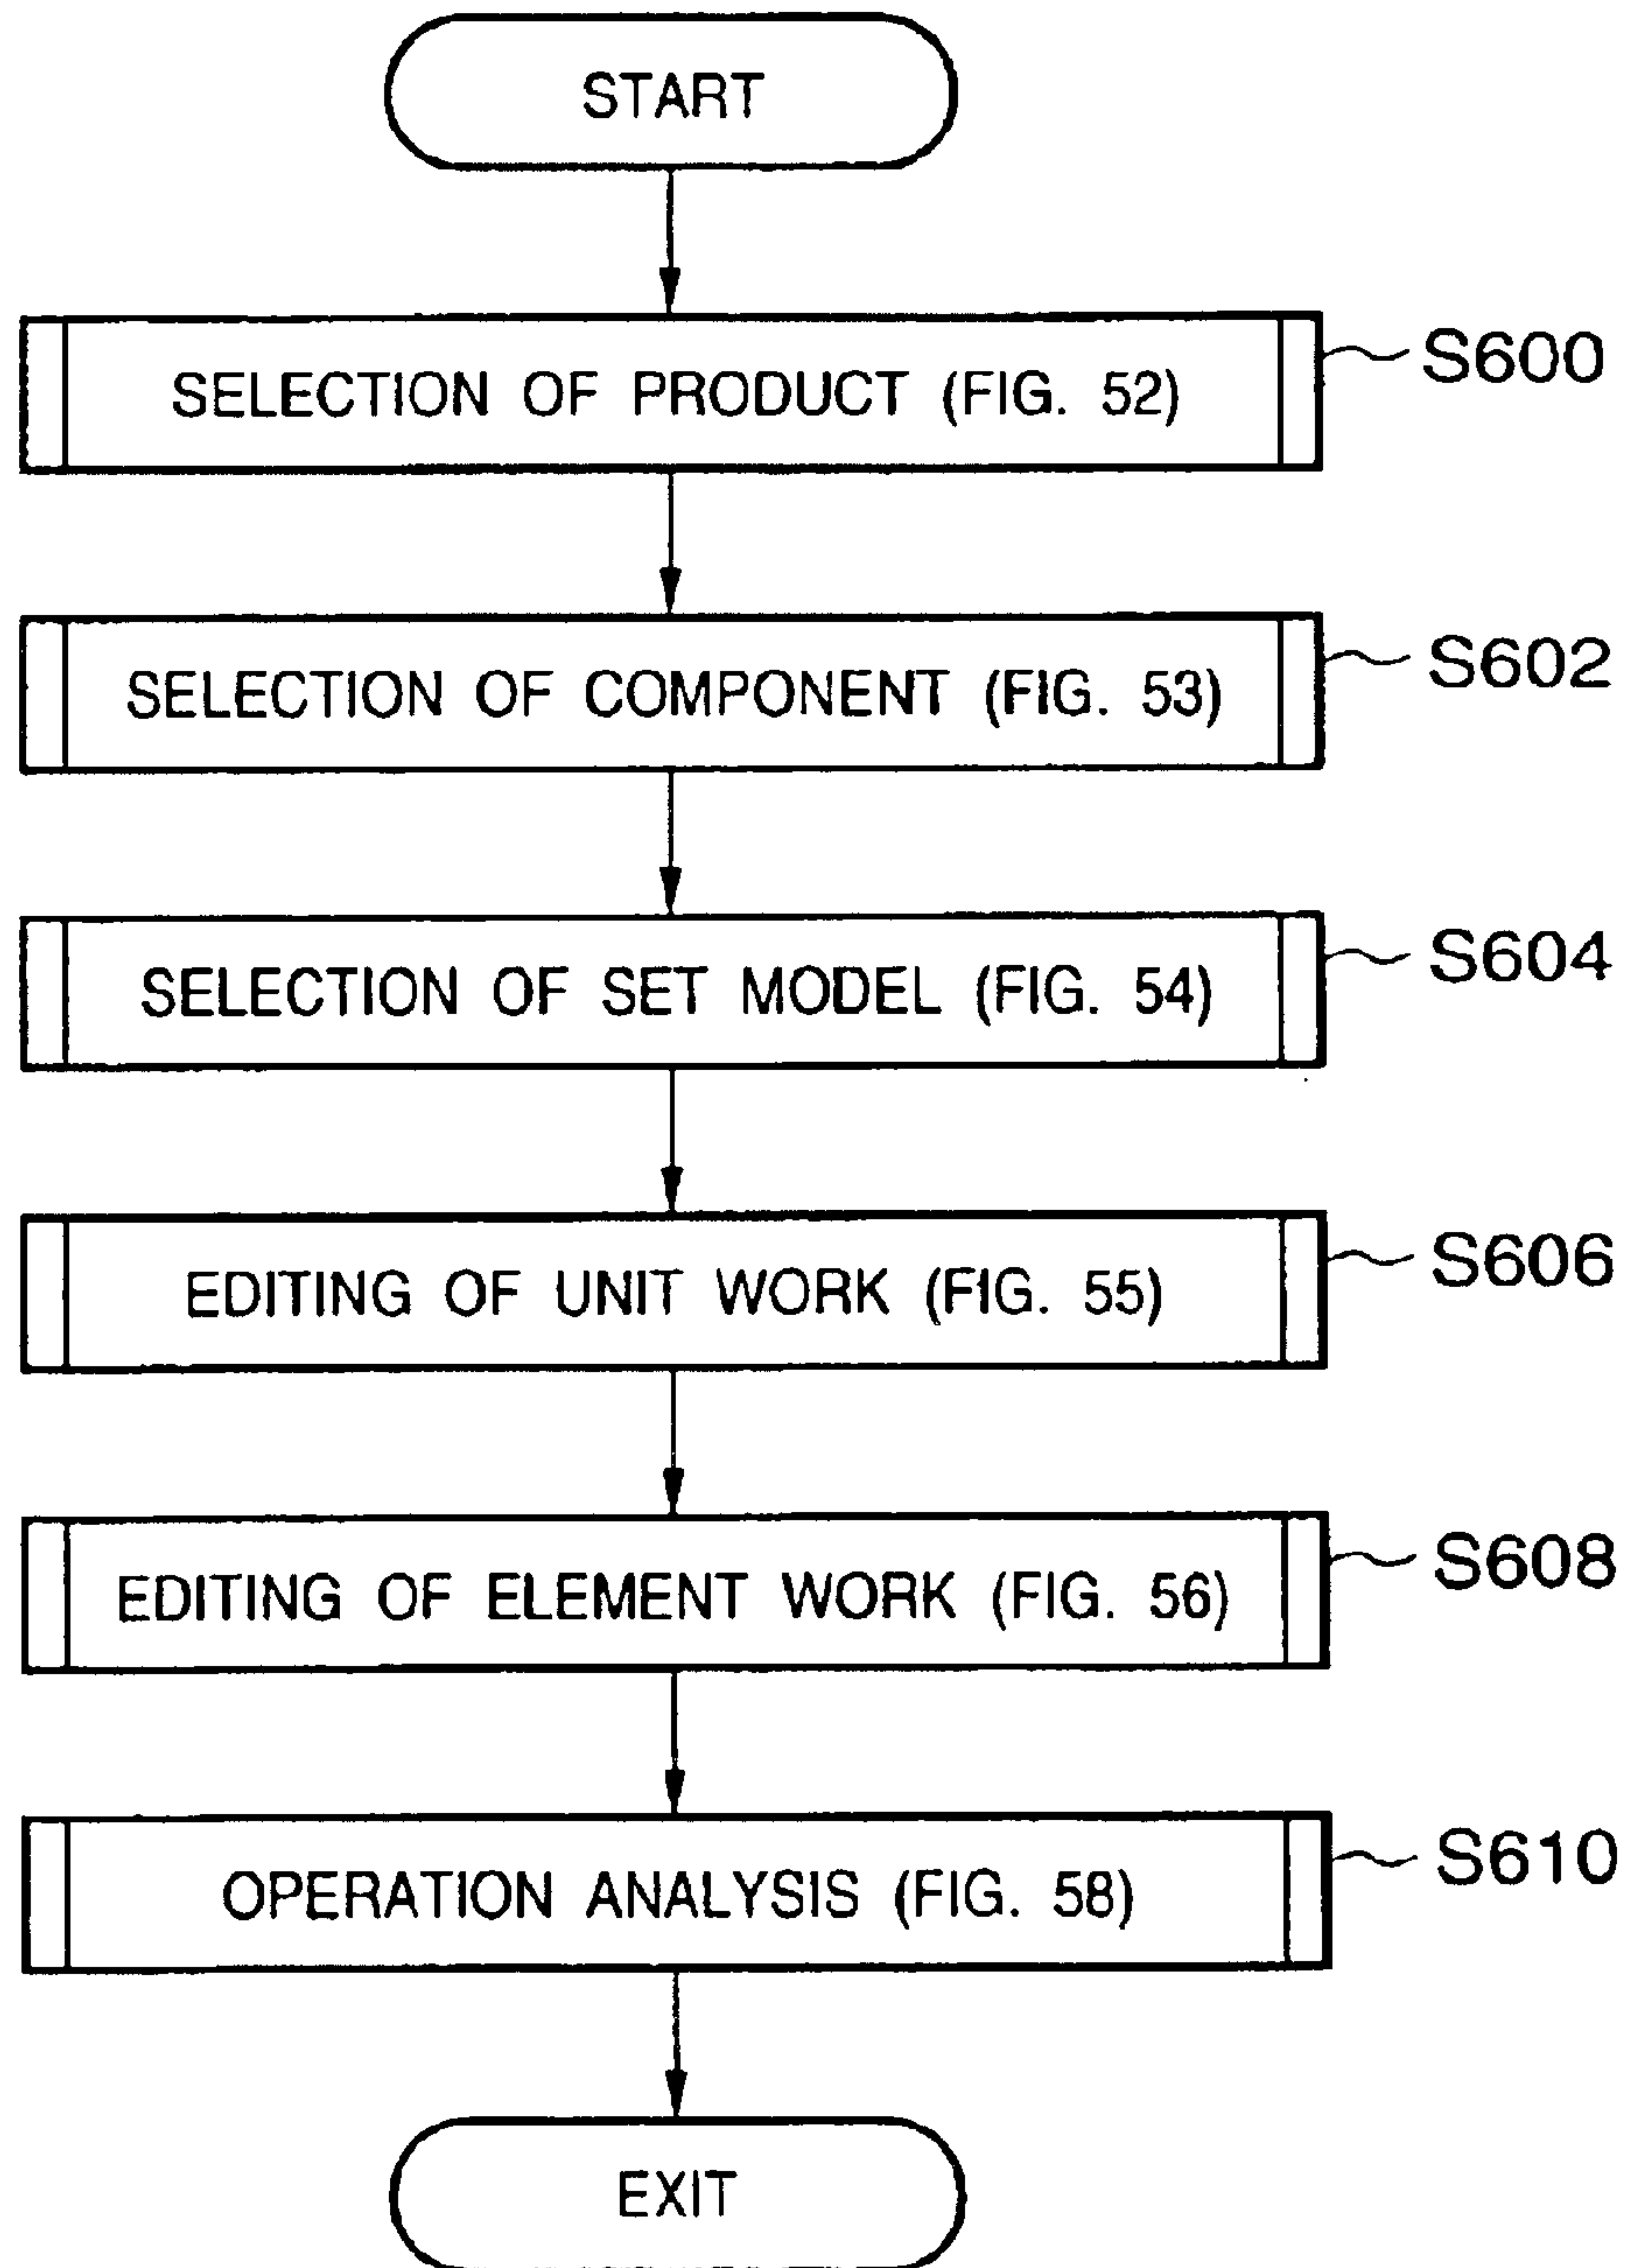 START
SELECTION OF PRODUCT (FIG. 52)
S600
SELECTION OF COMPONENT (FIG. 53)
S602
SELECTION OF SET MODEL (FIG. 54)
S604
EDITING OF UNIT WORK (FIG. 55)
S606
EDITING OF ELEMENT WORK (FIG. 56)
S608
OPERATION ANALYSIS (FIG. 58)
S610
EXIT